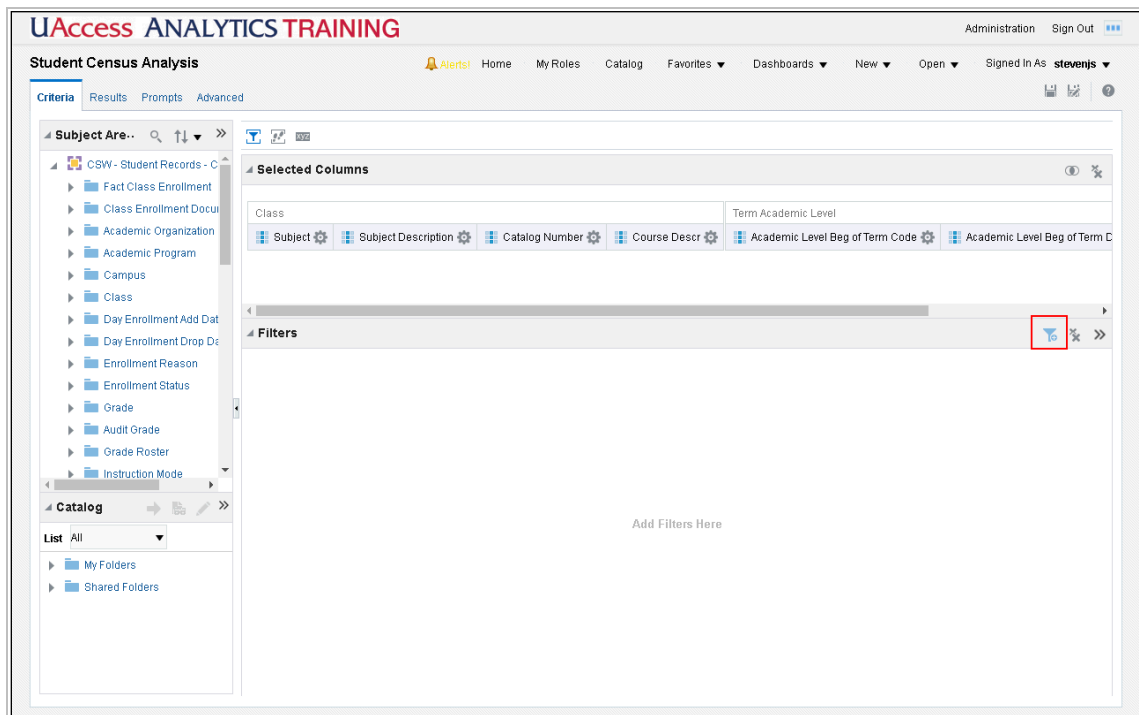 UACCESS ANALYTICS TRAINING
Administration Sign Out
Student Census Analysis
Alerts! Home My Roles Catalog Favorites Dashboards New Open Signed In As stevenjs
Criteria Results Prompts Advanced
Subject Are..
CSW - Student Records - C
Fact Class Enrollment
Class Enrollment Docu
Academic Organization
Academic Program
Campus
Class
Day Enrollment Add Dat
Day Enrollment Drop Da
Enrollment Reason
Enrollment Status
Grade
Audit Grade
Grade Roster
Instruction Mode
Catalog
List All
My Folders
Shared Folders
xyz
Selected Columns
Class Term Academic Level
Subject Subject Description Catalog Number Course Descr Academic Level Beg of Term Code Academic Level Beg of Term D
Filters
Add Filters Here